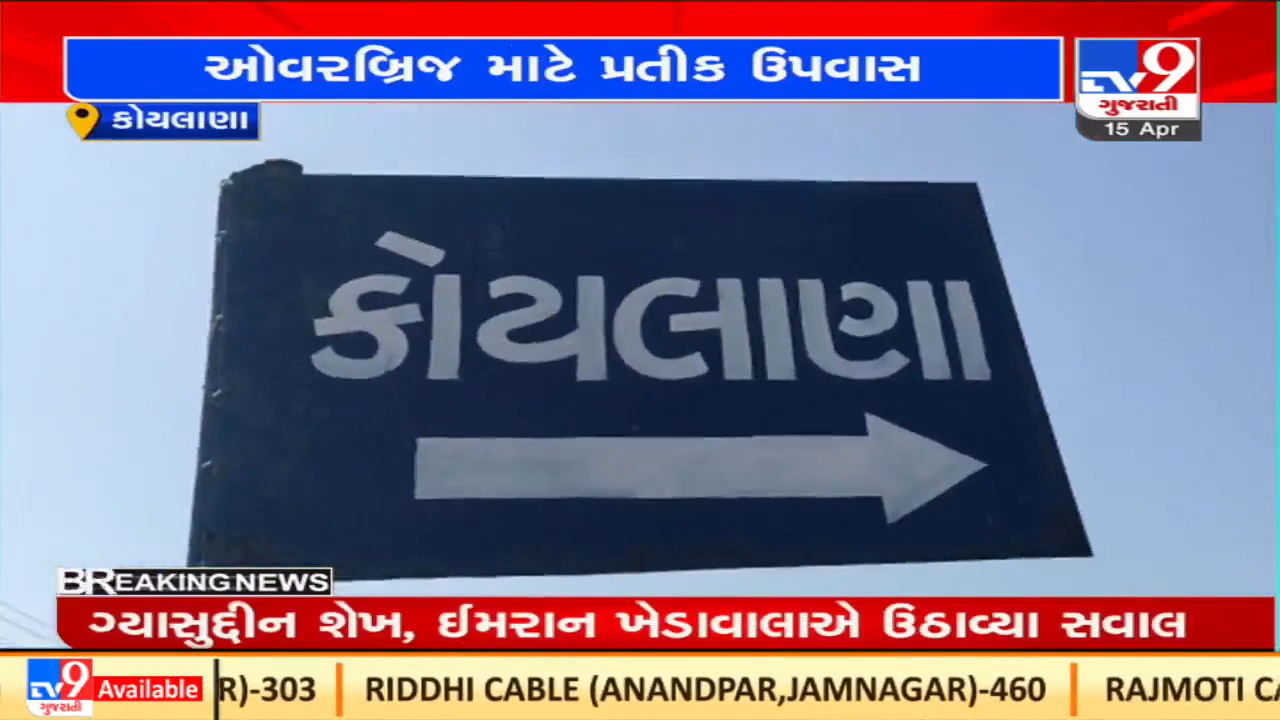 ઓવરબ્રિજ માટે પ્રતીક ઉપવાસ
TV9
ગુજરાતી
15 Apr
કોયલાણા
કોયલાણા
BREAKING NEWS
ગ્યાસુદ્દીન શેખ, ઈમરાન ખેડાવાલાએ ઉઠાવ્યા સવાલ
TV9
ગુજરાતી
Available
R)-303 | RIDDHI CABLE (ANANDPAR,JAMNAGAR)-460 | RAJMOTI CA